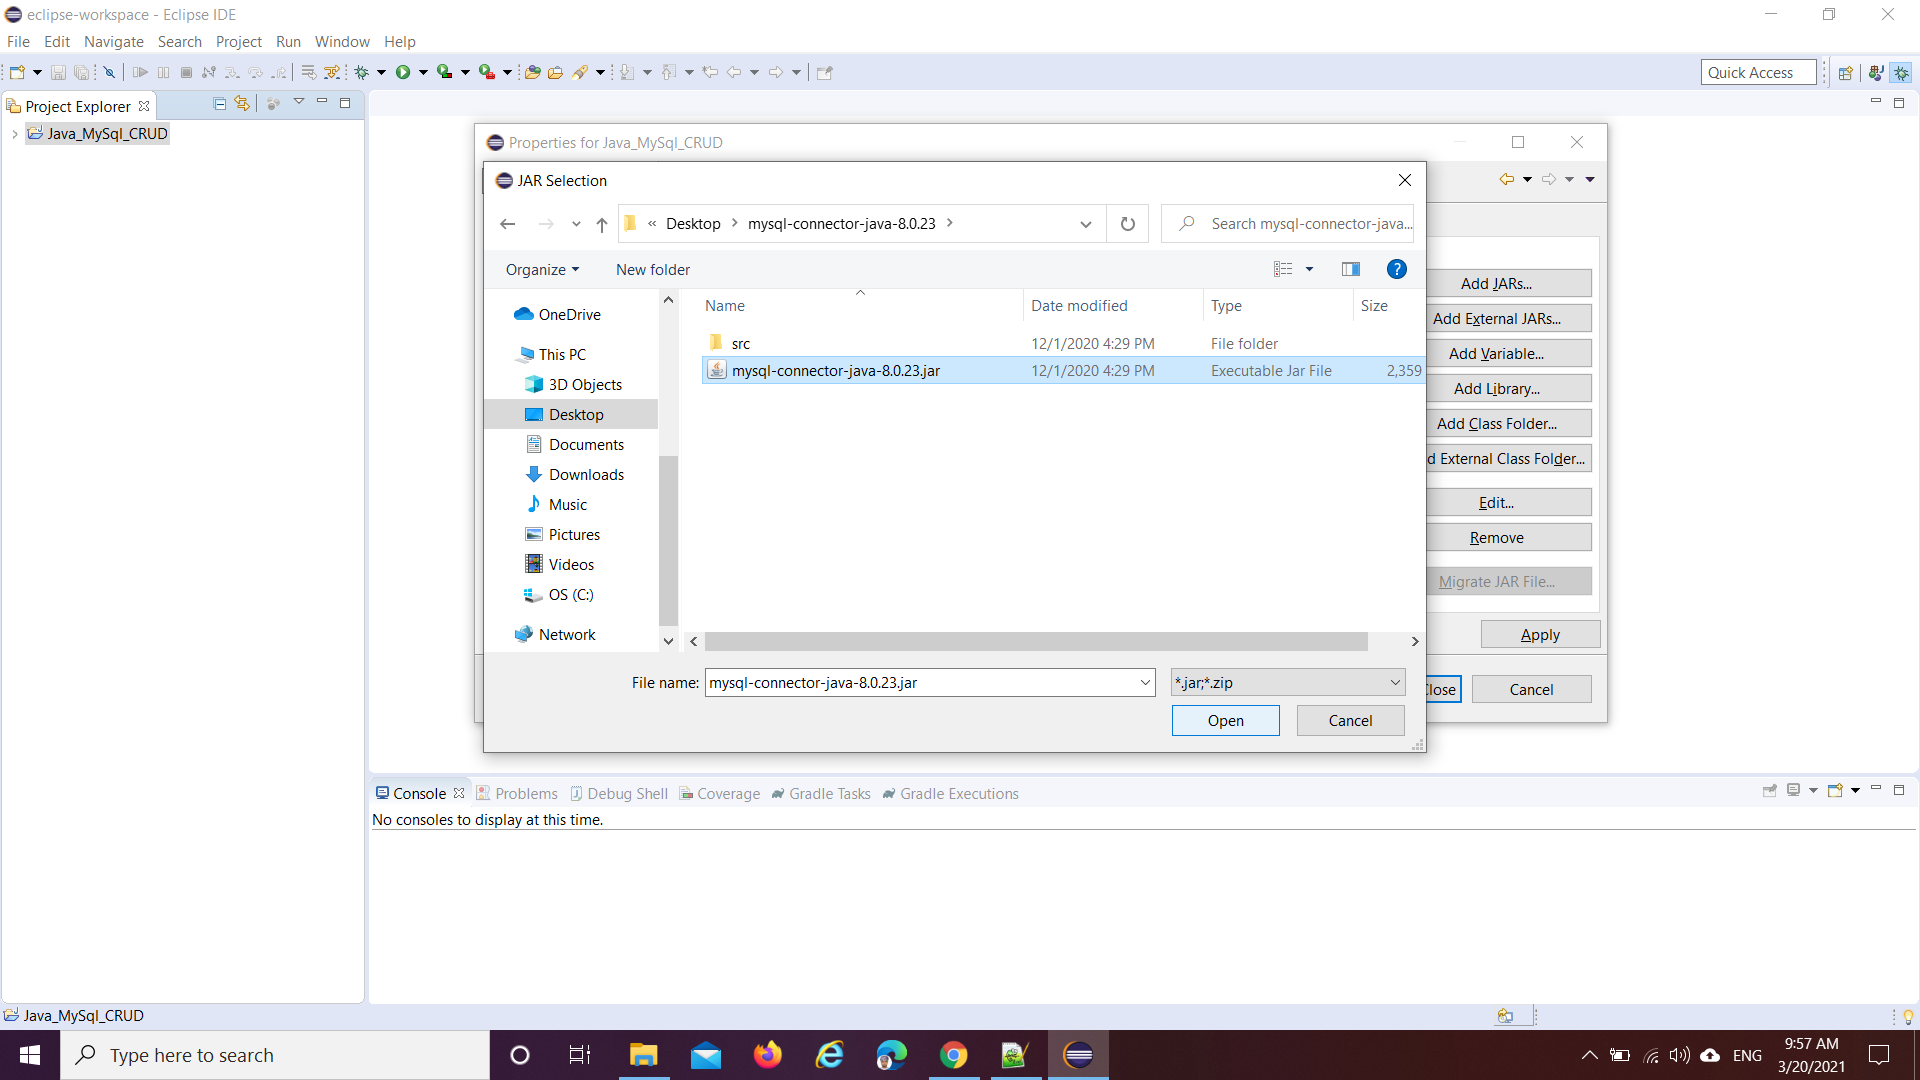 eclipse-workspace - Eclipse IDE
File Edit Navigate Search Project Run Window Help
Quick Access
Project Explorer
Java_MySql_CRUD
Properties for Java_MySql_CRUD
JAR Selection
« Desktop > mysql-connector-java-8.0.23 >
Search mysql-connector-java...
Organize New folder
?
OneDrive
This PC
3D Objects
Desktop
Documents
Downloads
Music
Pictures
Videos
OS (C:)
Network
Name Date modified Type Size
src 12/1/2020 4:29 PM File folder
mysql-connector-java-8.0.23.jar 12/1/2020 4:29 PM Executable Jar File 2,359
File name: mysql-connector-java-8.0.23.jar *.jar;*.zip
Open Cancel
Add JARs...
Add External JARs...
Add Variable...
Add Library...
Add Class Folder...
d External Class Folder...
Edit...
Remove
Migrate JAR File...
Apply
lose Cancel
Console Problems Debug Shell Coverage Gradle Tasks Gradle Executions
No consoles to display at this time.
Java_MySql_CRUD
Type here to search
ENG
9:57 AM
3/20/2021